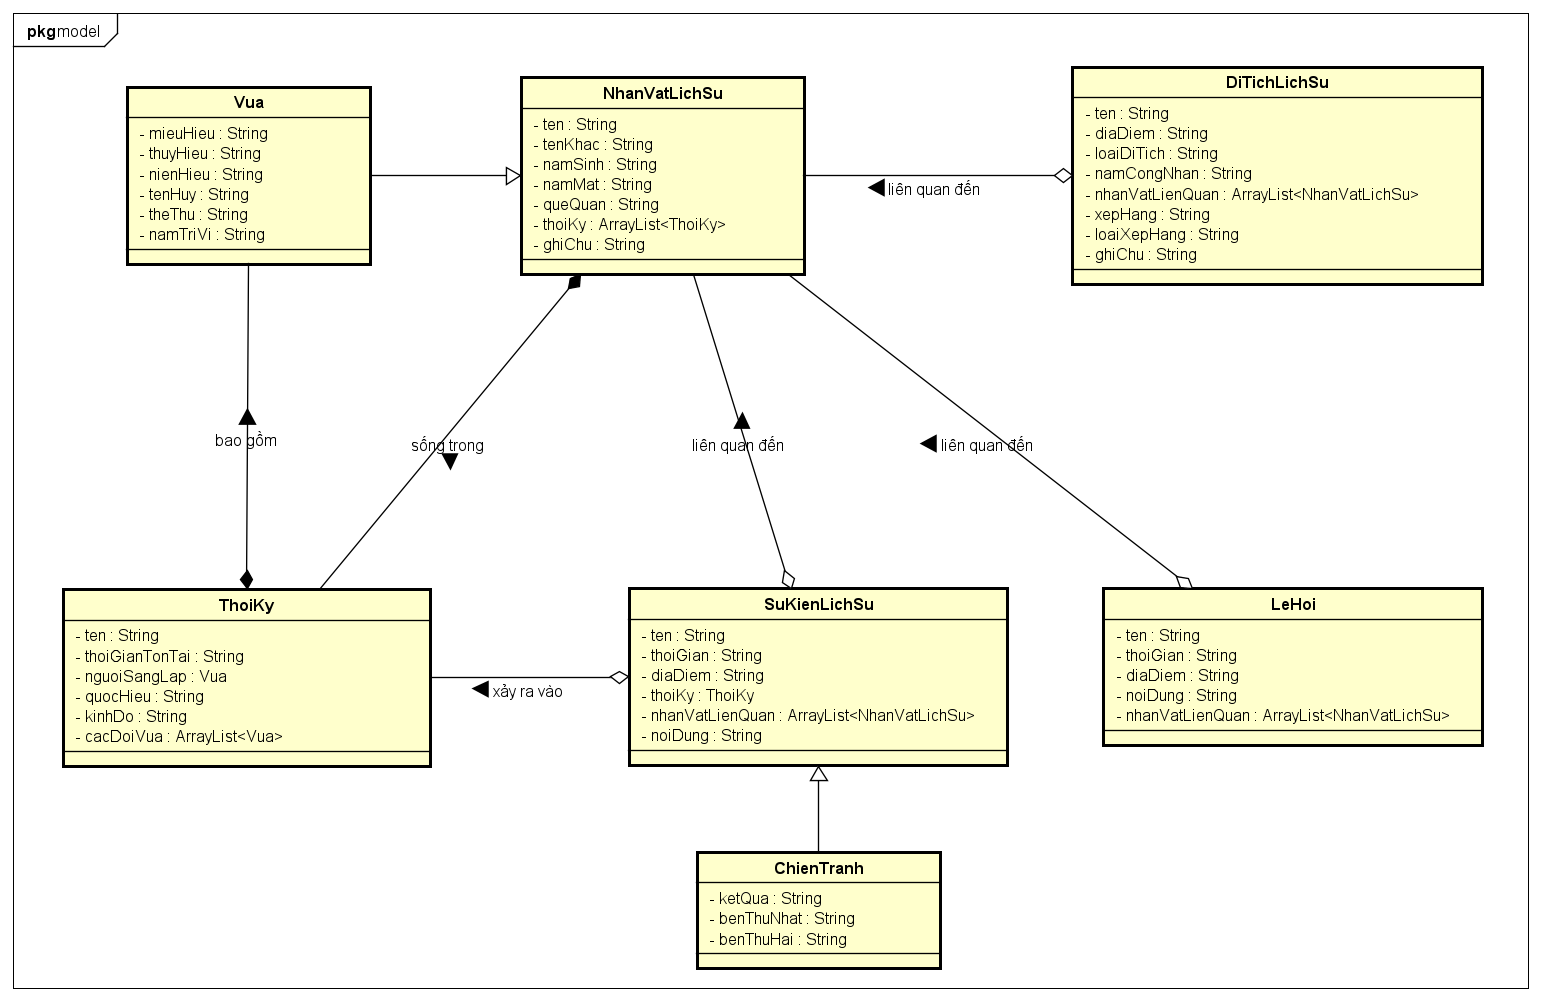 pkg model
Vua
- mieuHieu : String
- thuyHieu : String
- nienHieu : String
- tenHuy : String
- theThu : String
- namTriVi : String
NhanVatLichSu
- ten : String
- tenKhac : String
- namSinh : String
- namMat : String
- queQuan : String
- thoiKy : ArrayList<ThoiKy>
- ghiChu : String
DiTichLichSu
- ten : String
- diaDiem : String
- loaiDiTich : String
- namCongNhan : String
- nhanVatLienQuan : ArrayList<NhanVatLichSu>
- xepHang : String
- loaiXepHang : String
- ghiChu : String
liên quan đến
bao gồm
sống trong
liên quan đến
liên quan đến
ThoiKy
- ten : String
- thoiGianTonTai : String
- nguoiSangLap : Vua
- quocHieu : String
- kinhDo : String
- cacDoiVua : ArrayList<Vua>
xảy ra vào
SuKienLichSu
- ten : String
- thoiGian : String
- diaDiem : String
- thoiKy : ThoiKy
- nhanVatLienQuan : ArrayList<NhanVatLichSu>
- noiDung : String
LeHoi
- ten : String
- thoiGian : String
- diaDiem : String
- noiDung : String
- nhanVatLienQuan : ArrayList<NhanVatLichSu>
ChienTranh
- ketQua : String
- benThuNhat : String
- benThuHai : String